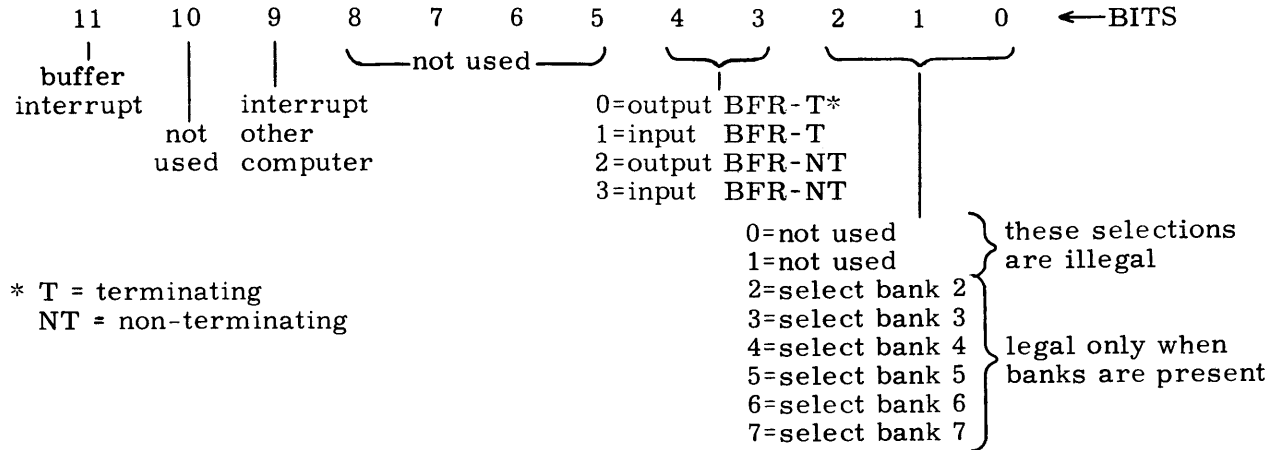 11 10 9 8 7 6 5 4 3 2 1 0 ←BITS
buffer interrupt
not used
interrupt other computer
not used
0=output BFR-T*
1=input BFR-T
2=output BFR-NT
3=input BFR-NT
0=not used
1=not used
these selections are illegal
2=select bank 2
3=select bank 3
4=select bank 4
5=select bank 5
6=select bank 6
7=select bank 7
legal only when banks are present
* T = terminating
NT = non-terminating